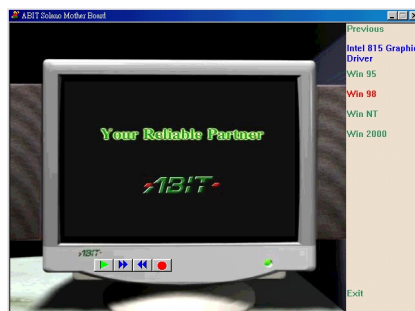 ABIT Soleno Mother Board
Previous
Intel 815 Graphic
Driver
Win 95
Win 98
Win NT
Win 2000
Your Reliable Partner
ABIT
ABIT
Exit